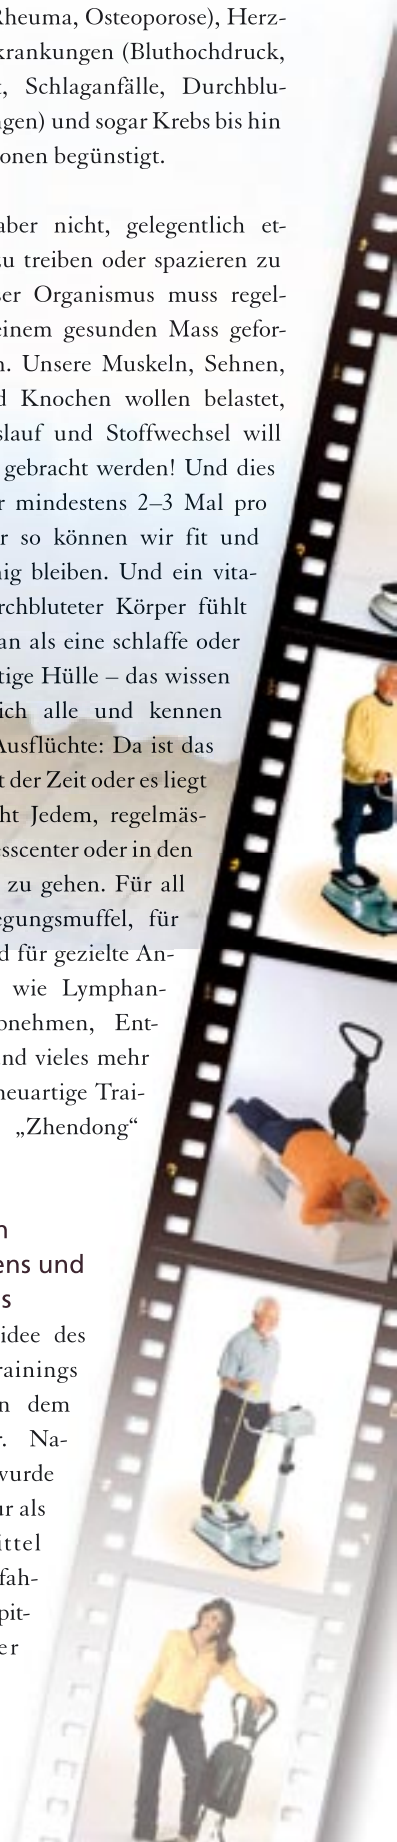 Rheuma, Osteoporose), Herz-
krankungen (Bluthochdruck,
t, Schlaganfälle, Durchblu-
ngen) und sogar Krebs bis hin
onen begünstigt.
aber nicht, gelegentlich et-
zu treiben oder spazieren zu
ser Organismus muss regel-
einem gesunden Mass gefor-
n. Unsere Muskeln, Sehnen,
d Knochen wollen belastet,
slauf und Stoffwechsel will
gebracht werden! Und dies
r mindestens 2–3 Mal pro
r so können wir fit und
nig bleiben. Und ein vita-
rchbluteter Körper fühlt
an als eine schlaffe oder
tige Hülle – das wissen
ich alle und kennen
Ausflüchte: Da ist das
t der Zeit oder es liegt
ht Jedem, regelmäs-
esscenter oder in den
zu gehen. Für all
egungsmuffel, für
d für gezielte An-
wie Lymphan-
bnehmen, Ent-
nd vieles mehr
neuartige Trai-
„Zhendong“
n
ens und
s
idee des
rainings
n dem
r. Na-
wurde
ur als
ittel
fah-
pit-
er